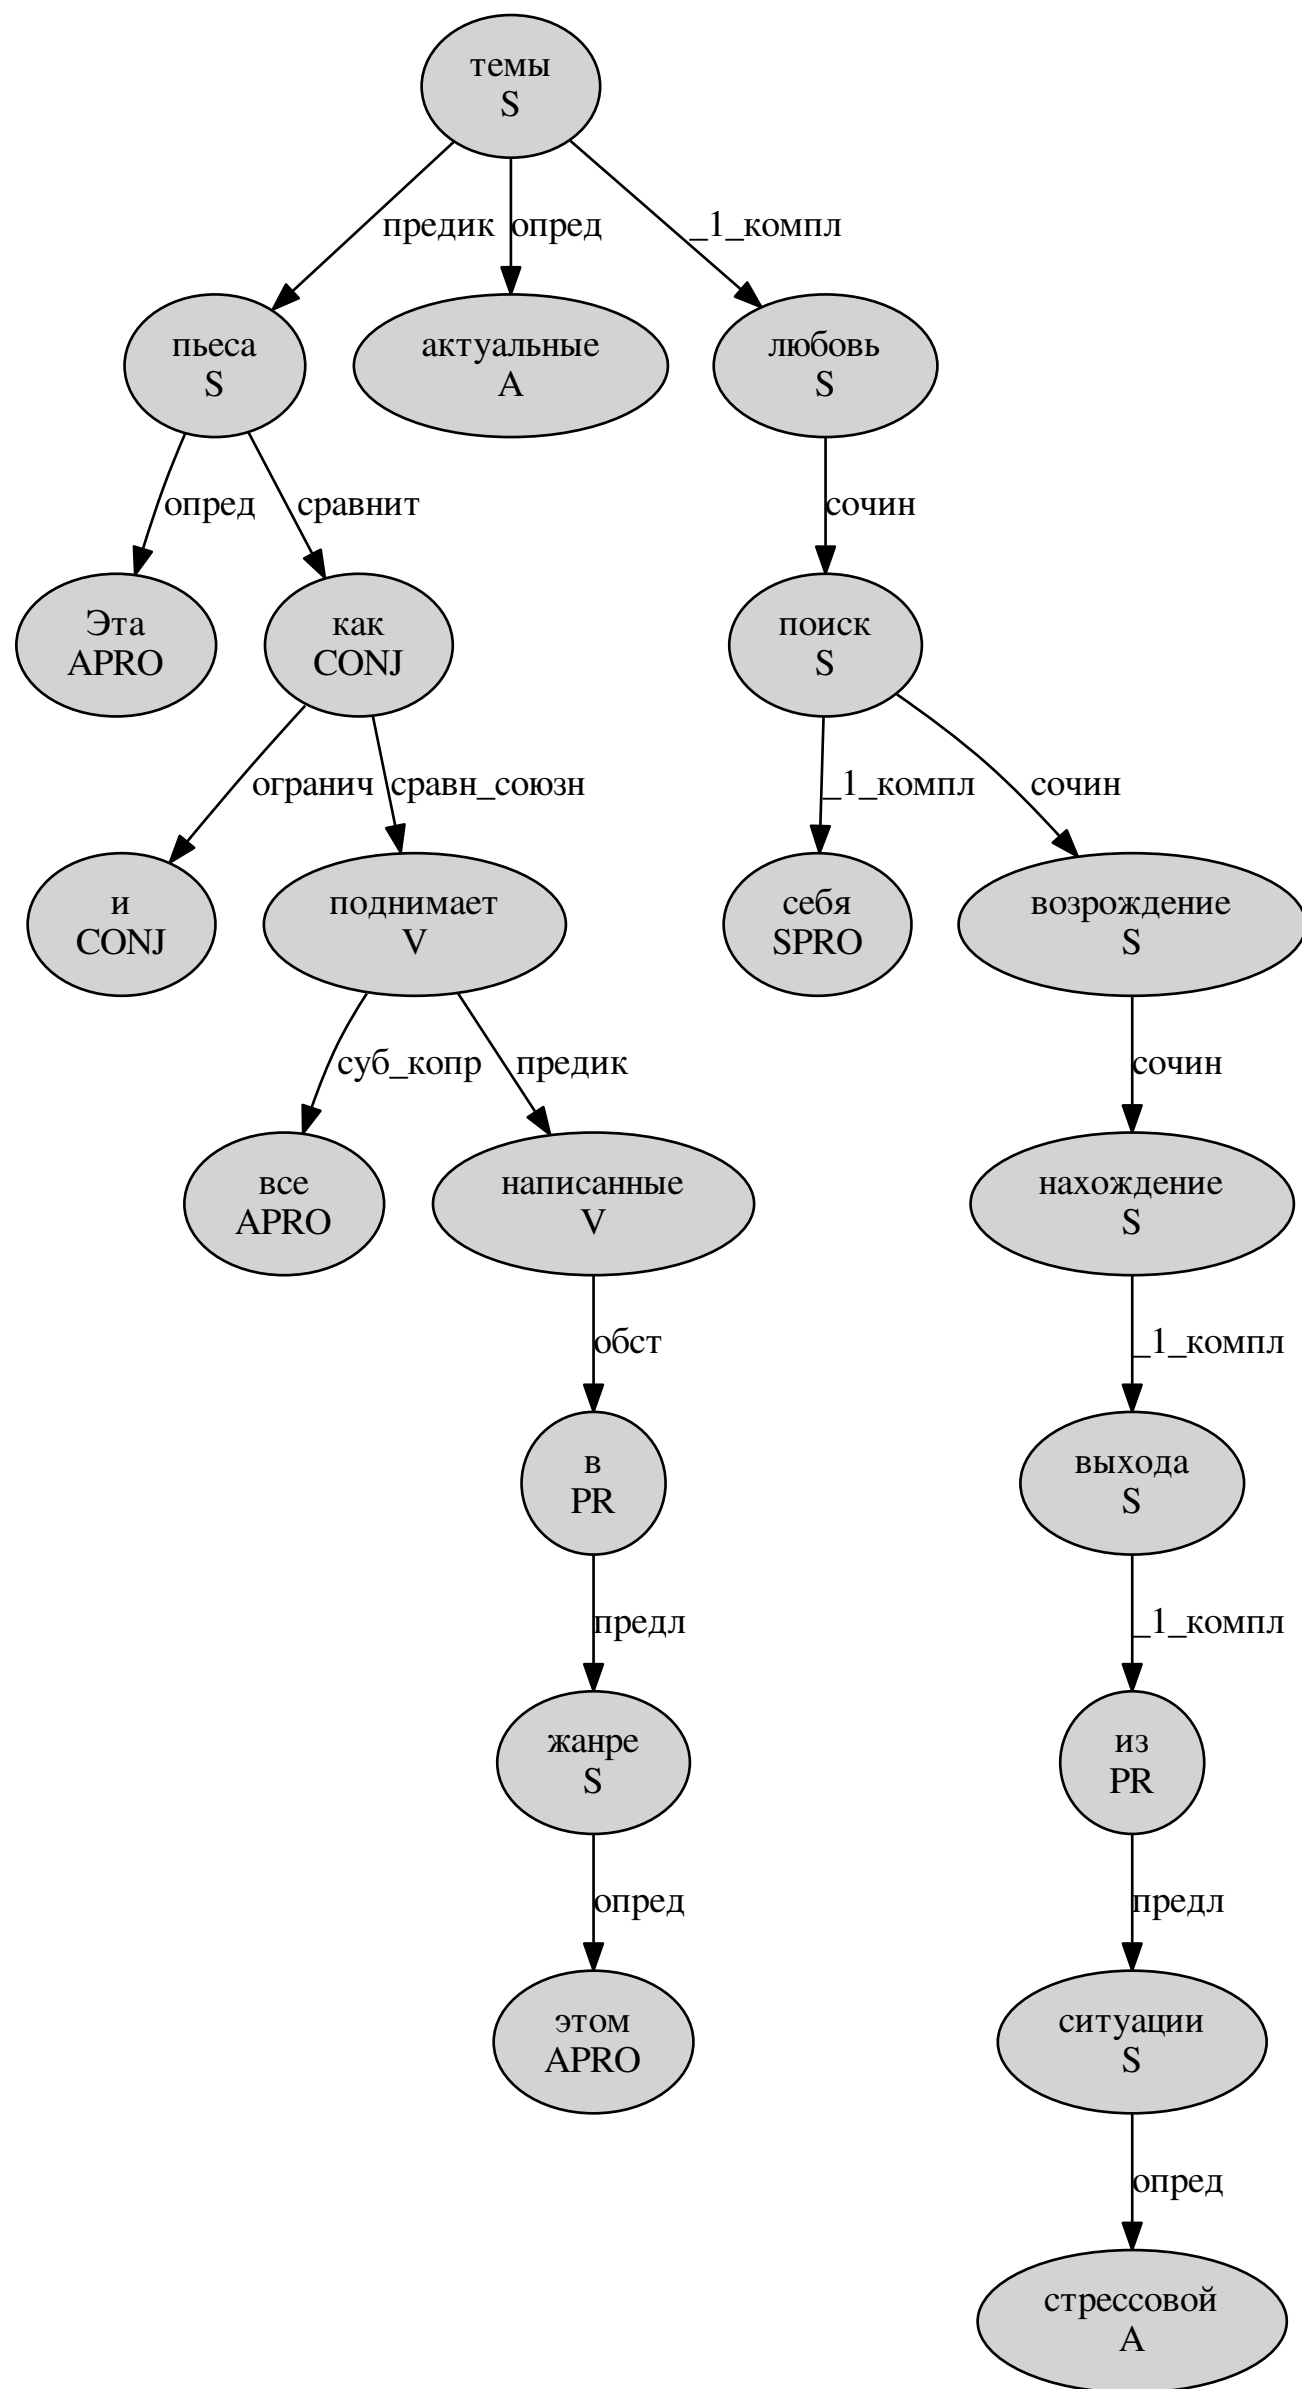 темы
S
предик
опред
_1_компл
пьеса
S
актуальные
A
любовь
S
опред
сравнит
сочин
Эта
APRO
как
CONJ
поиск
S
огранич
сравн_союзн
_1_компл
сочин
и
CONJ
поднимает
V
себя
SPRO
возрождение
S
суб_копр
предик
сочин
все
APRO
написанные
V
нахождение
S
обст
_1_компл
в
PR
выхода
S
предл
_1_компл
жанре
S
из
PR
опред
предл
этом
APRO
ситуации
S
опред
стрессовой
A